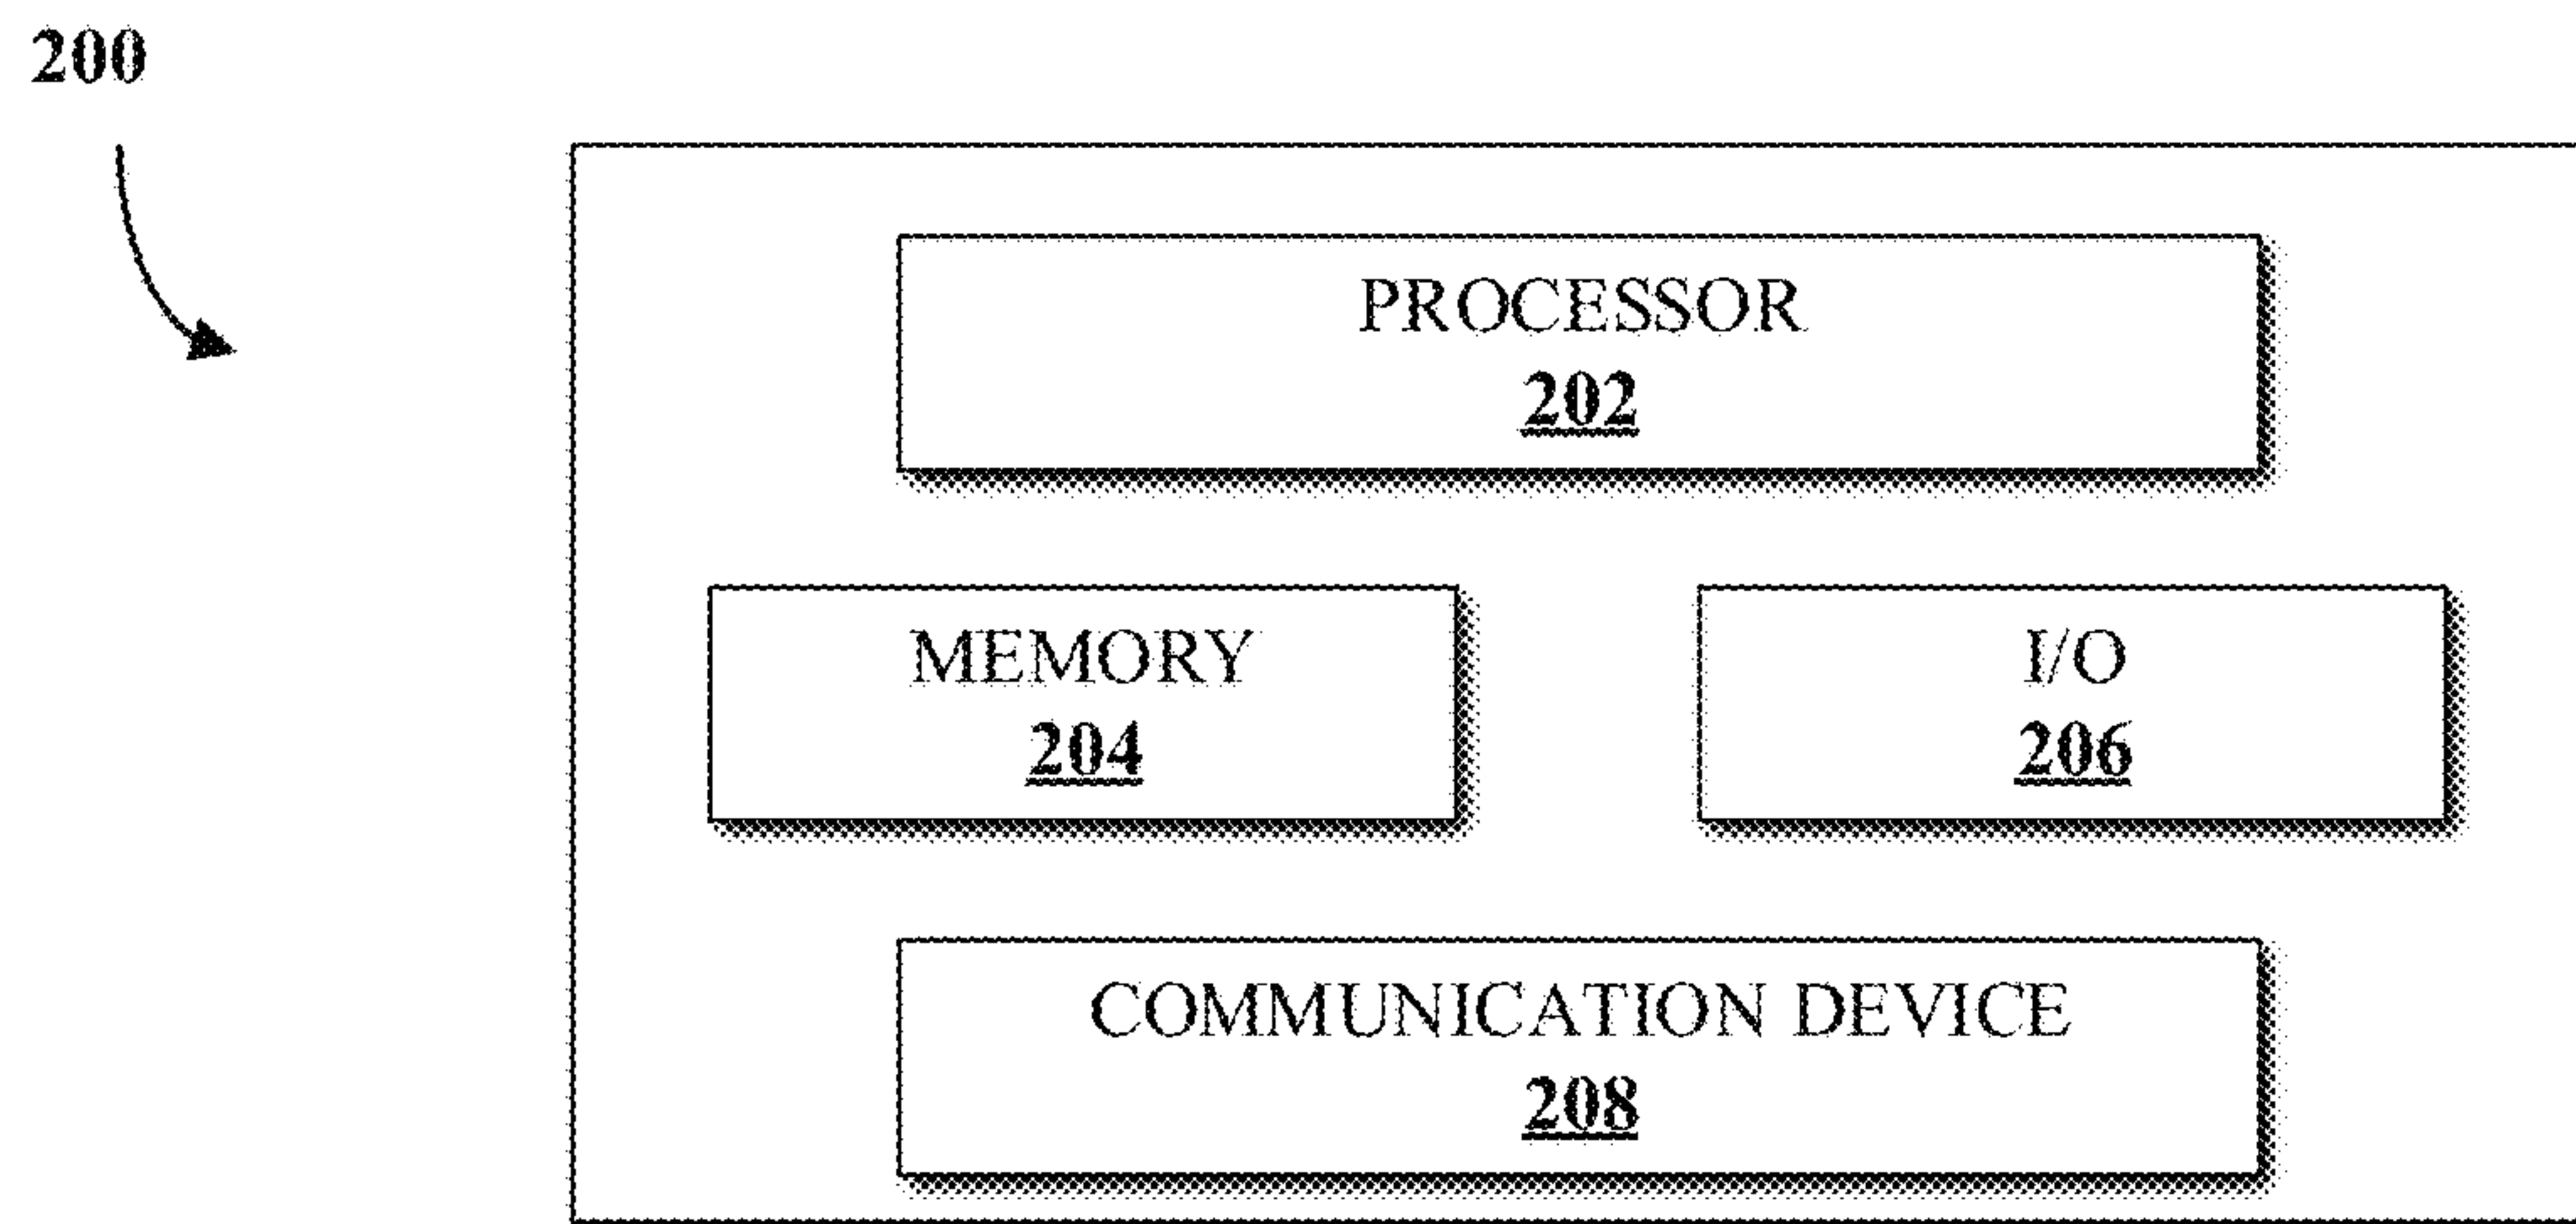 200
PROCESSOR
202
MEMORY
204
I/O
206
COMMUNICATION DEVICE
208